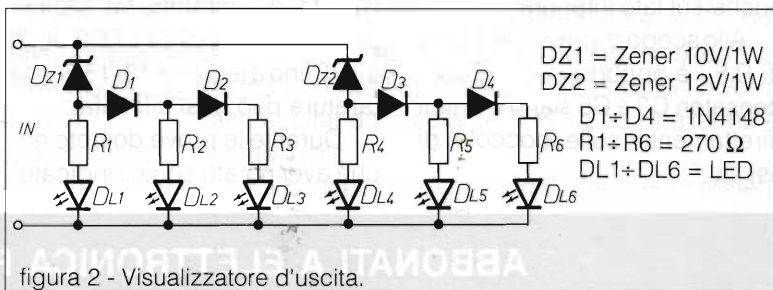 DZ1
D1
D2
DZ2
D3
D4
IN
R1
R2
R3
R4
R5
R6
DL1
DL2
DL3
DL4
DL5
DL6
DZ1 = Zener 10V/1W
DZ2 = Zener 12V/1W
D1÷D4 = 1N4148
R1÷R6 = 270 Ω
DL1÷DL6 = LED
figura 2 - Visualizzatore d'uscita.